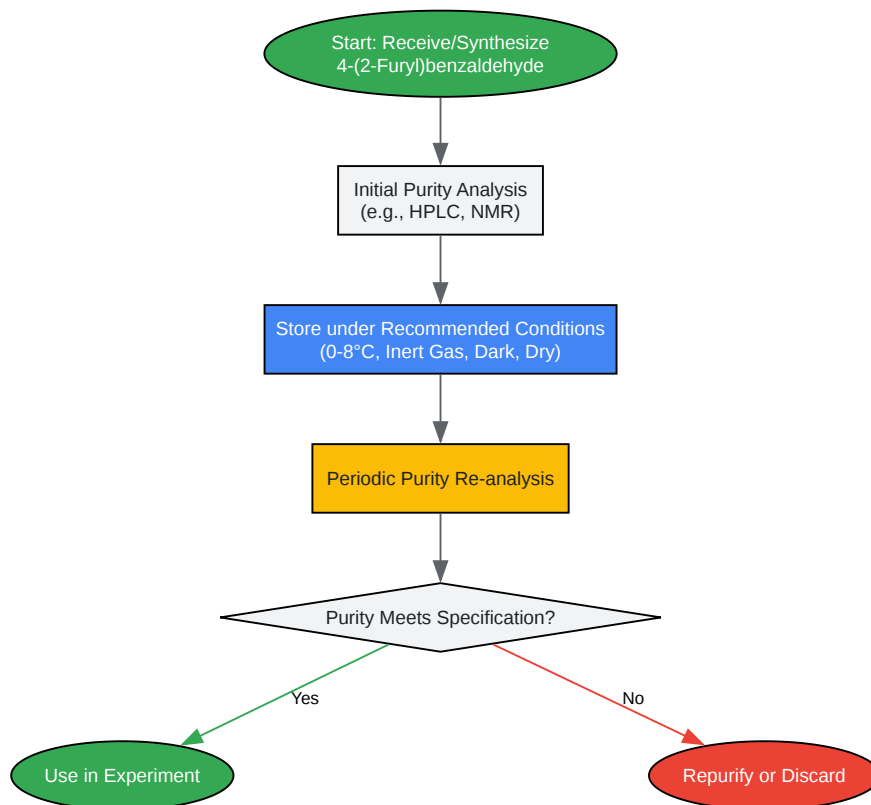 Start: Receive/Synthesize
4-(2-Furyl)benzaldehyde
Initial Purity Analysis
(e.g., HPLC, NMR)
Store under Recommended Conditions
(0-8°C, Inert Gas, Dark, Dry)
Periodic Purity Re-analysis
Purity Meets Specification?
Yes
No
Use in Experiment
Repurify or Discard